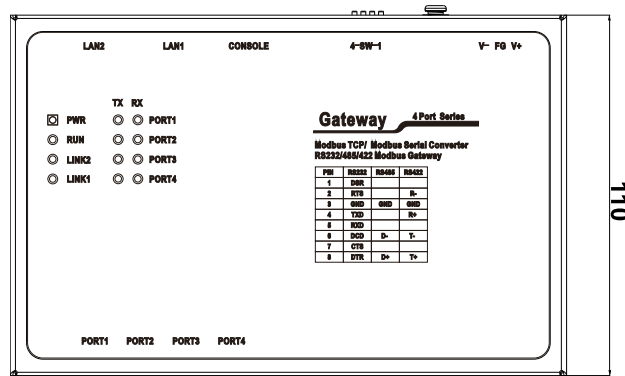 LAN2 LAN1 CONSOLE 4-SW-1 V- FG V+
TX RX
PWR PORT1
RUN PORT2
LINK2 PORT3
LINK1 PORT4
Gateway 4 Port Series
Modbus TCP/ Modbus Serial Converter
RS232/485/422 Modbus Gateway
PIN RS232 RS485 RS422
1 DSR
2 RTS R-
3 GND GND GND
4 TXD R+
5 RXD
6 DCD D- T-
7 CTS
8 DTR D+ T+
PORT1 PORT2 PORT3 PORT4
110